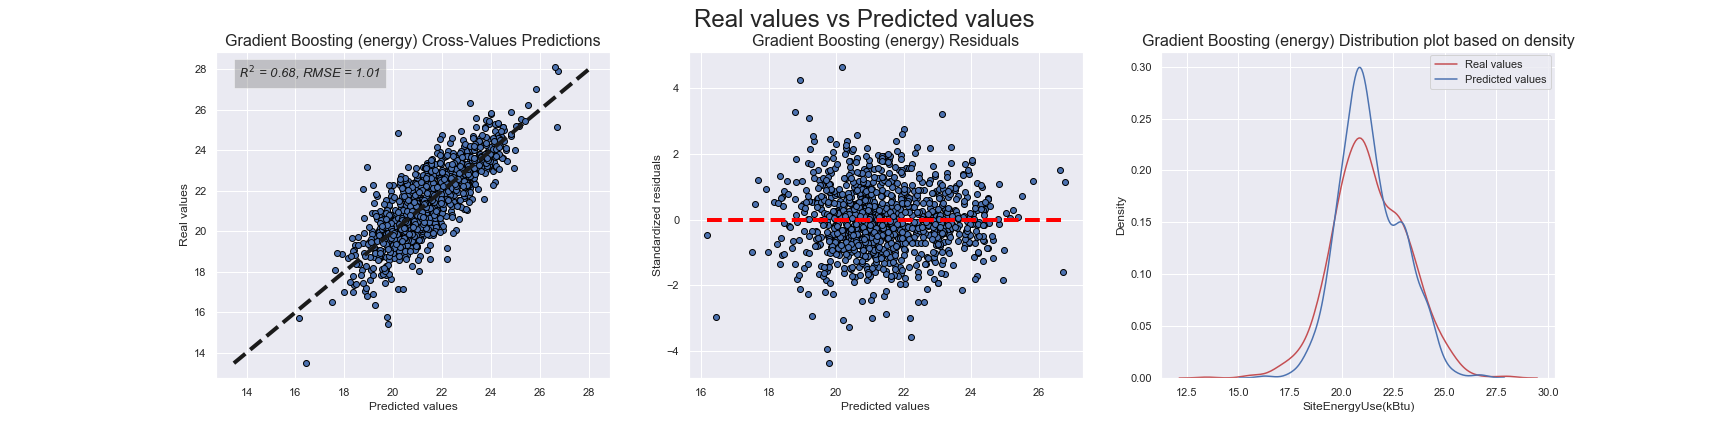 Real values vs Predicted values
Gradient Boosting (energy) Cross-Values Predictions
R² = 0.68, RMSE = 1.01
28
26
24
22
20
18
16
14
Real values
14 16 18 20 22 24 26 28
Predicted values
Gradient Boosting (energy) Residuals
4
2
0
−2
−4
Standardized residuals
16 18 20 22 24 26
Predicted values
Gradient Boosting (energy) Distribution plot based on density
Real values
Predicted values
0.30
0.25
0.20
0.15
0.10
0.05
0.00
Density
12.5 15.0 17.5 20.0 22.5 25.0 27.5 30.0
SiteEnergyUse(kBtu)